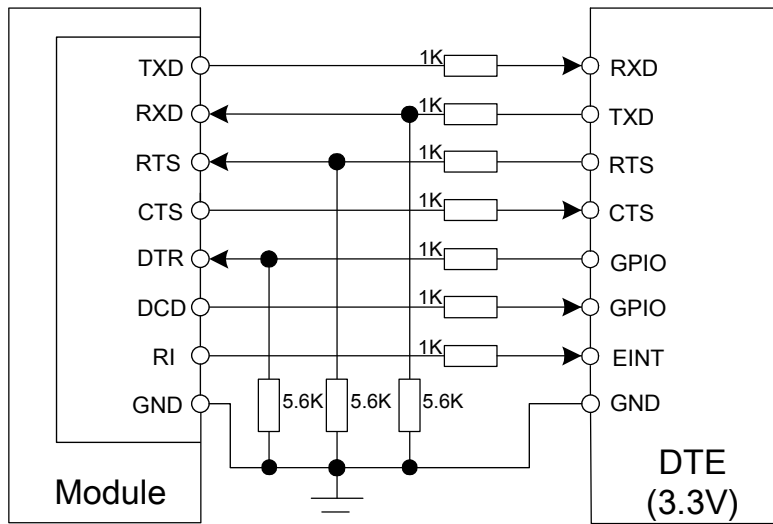 TXD
1K
RXD
RXD
1K
TXD
RTS
1K
RTS
CTS
1K
CTS
DTR
1K
GPIO
DCD
1K
GPIO
RI
1K
EINT
GND
5.6K
5.6K
5.6K
GND
Module
DTE
(3.3V)